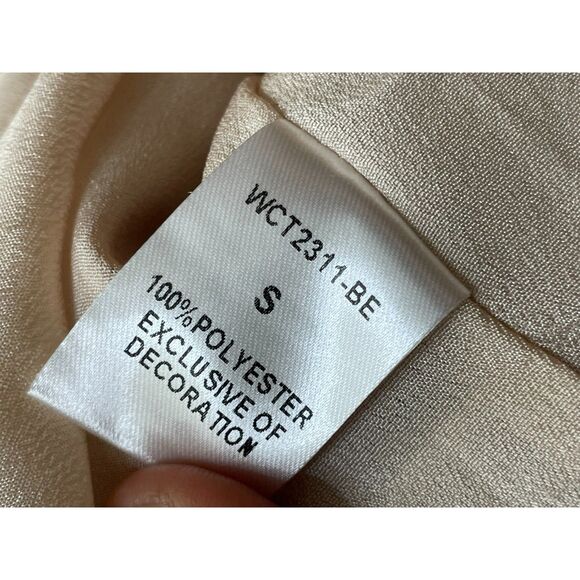 WCT2311-BE
S
100%POLYESTER
EXCLUSIVE OF
DECORATION